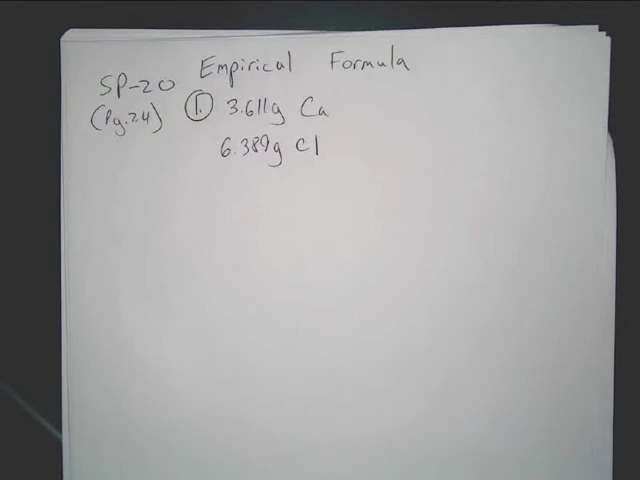 Empirical Formula
SP-20
(Pg.24) 1. 3.611g Ca
6.389g Cl